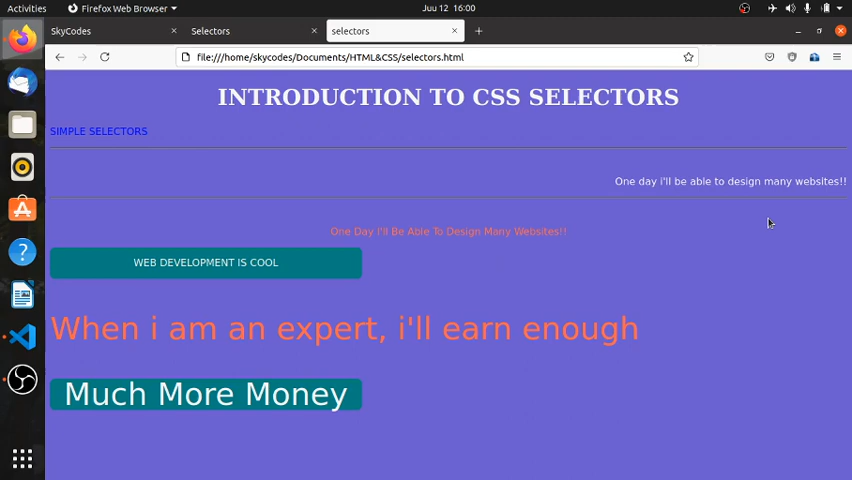 Activities Firefox Web Browser Juu 12 16:00
SkyCodes Selectors selectors
file:///home/skycodes/Documents/HTML&CSS/selectors.html
INTRODUCTION TO CSS SELECTORS
SIMPLE SELECTORS
One day i'll be able to design many websites!!
One Day I'll Be Able To Design Many Websites!!
WEB DEVELOPMENT IS COOL
When i am an expert, i'll earn enough
Much More Money